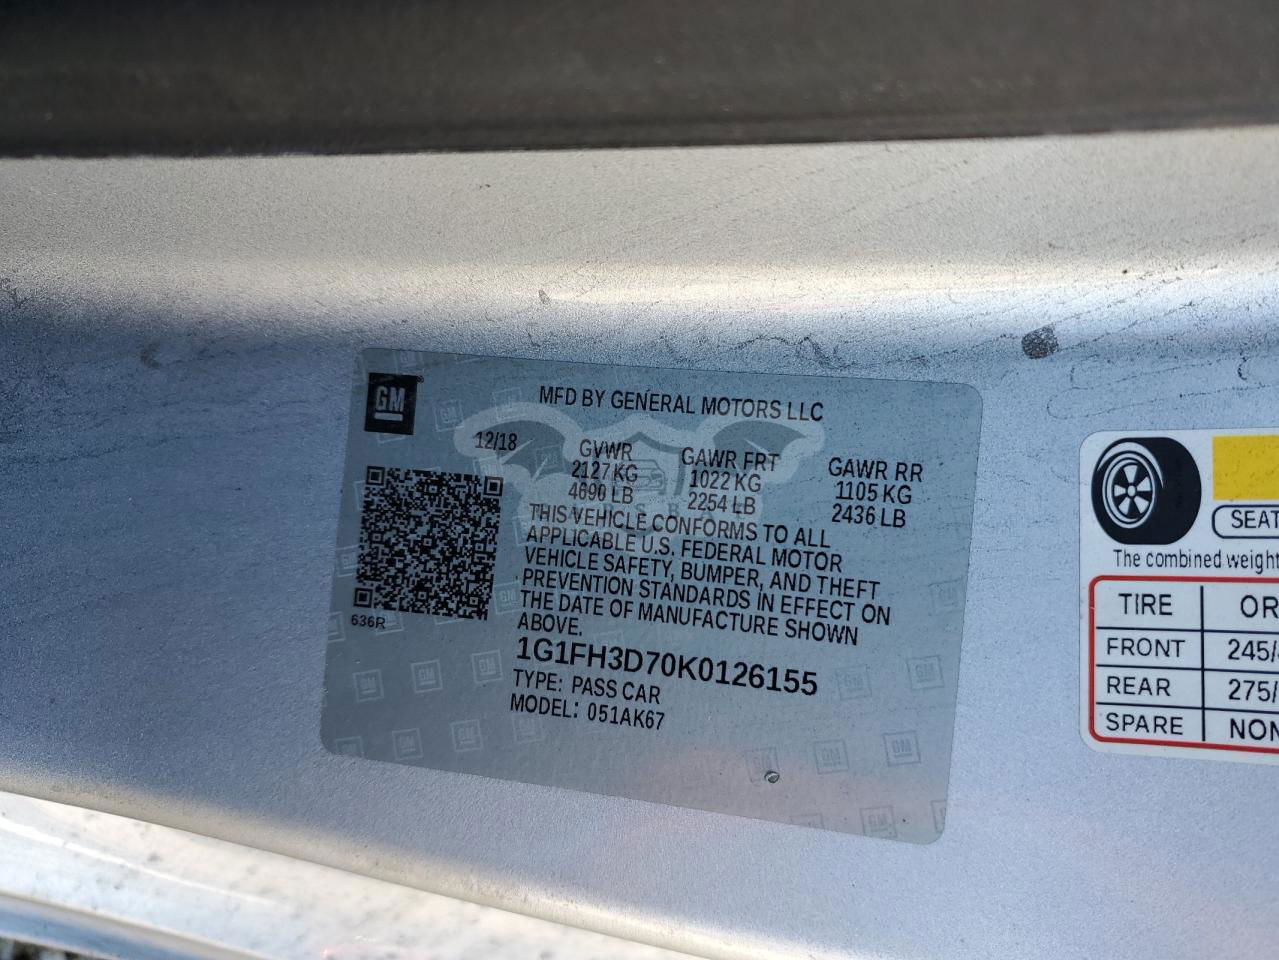 GM
MFD BY GENERAL MOTORS LLC
12/18
GVWR
2127 KG
4690 LB
GAWR FRT
1022 KG
2254 LB
GAWR RR
1105 KG
2436 LB
THIS VEHICLE CONFORMS TO ALL
APPLICABLE U.S. FEDERAL MOTOR
VEHICLE SAFETY, BUMPER, AND THEFT
PREVENTION STANDARDS IN EFFECT ON
THE DATE OF MANUFACTURE SHOWN
ABOVE.
636R
1G1FH3D70K0126155
TYPE: PASS CAR
MODEL: 051AK67
SEAT
The combined weight
TIRE OR
FRONT 245/
REAR 275/
SPARE NON